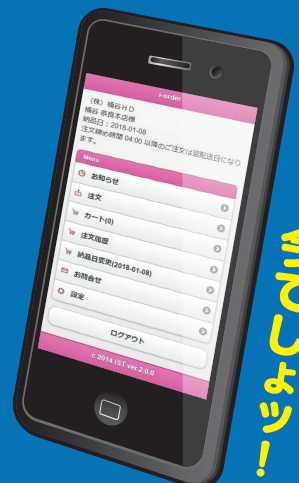 i-order
(株) 桶谷HD
桶谷 奈良本店様
納品日：2018-01-08
注文締め時間 04:00 以降のご注文は翌配送日になり
ます。
Menu
お知らせ
注文
カート(0)
注文履歴
納品日変更(2018-01-08)
お問合せ
設定
ログアウト
c 2014 IST ver.2.0.0
でしょッ！